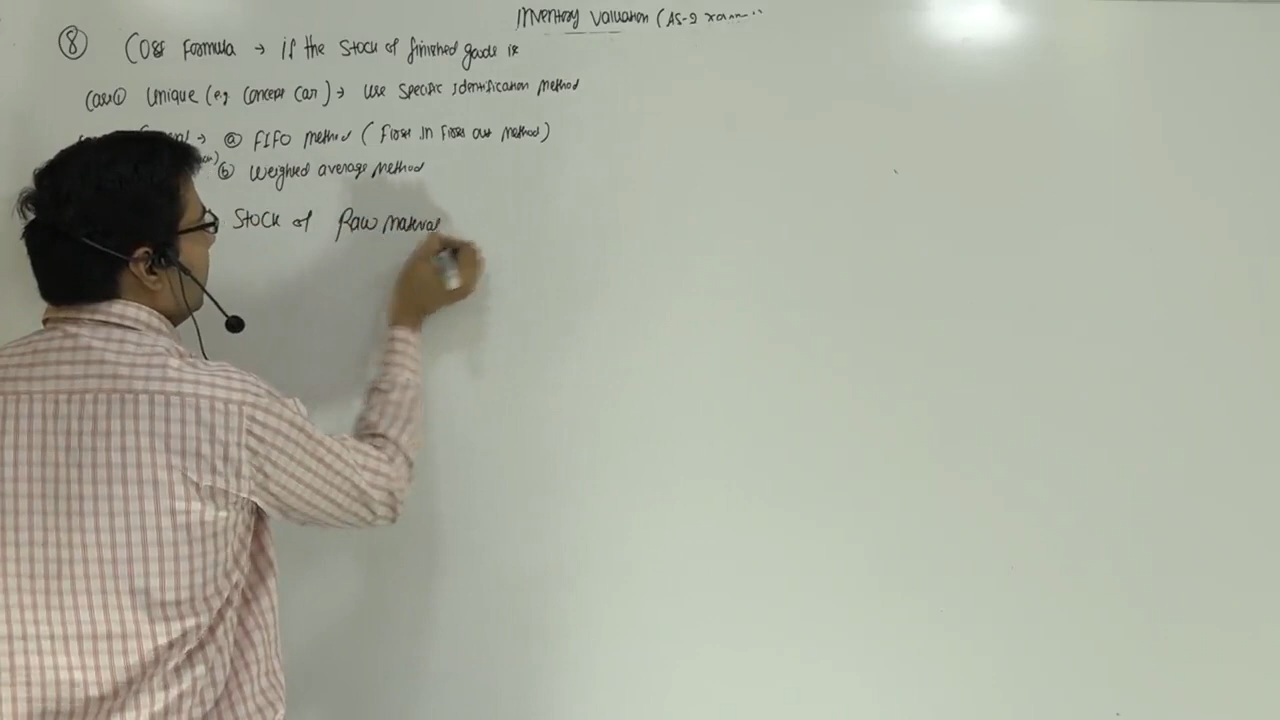 Inventory Valuation (AS-2
⑧ Cost Formula → if the Stock of finished goods is
Case① Unique (e.g. Concept Car) → Use Specific Identification Method
→ ⓐ FIFO method (First In First Out Method)
ⓑ Weighted average Method
Stock of Raw Material